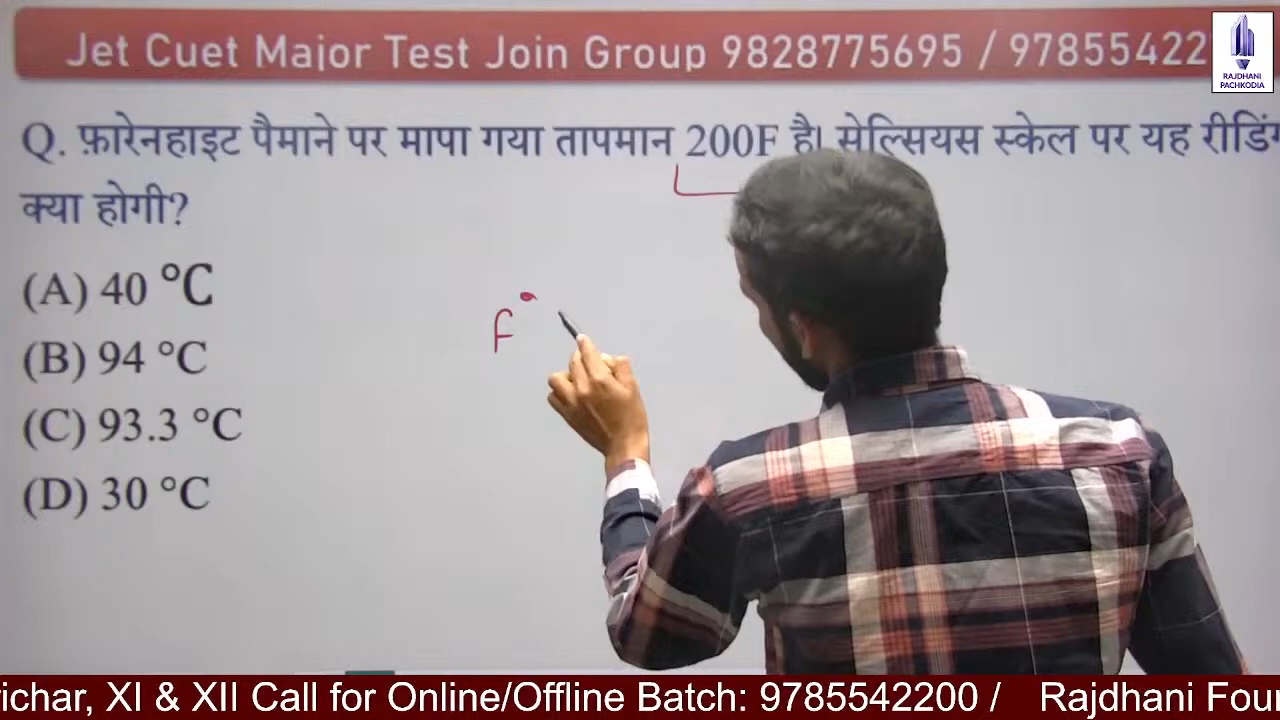 Jet Cuet Major Test Join Group 9828775695 / 97855422
RAJDHANI
PACHKODIA
Q. फ़ारेनहाइट पैमाने पर मापा गया तापमान 200F है। सेल्सियस स्केल पर यह रीडिंग
क्या होगी?
(A) 40 °C
(B) 94 °C
(C) 93.3 °C
(D) 30 °C
F°
richar, XI & XII Call for Online/Offline Batch: 9785542200 / Rajdhani Four